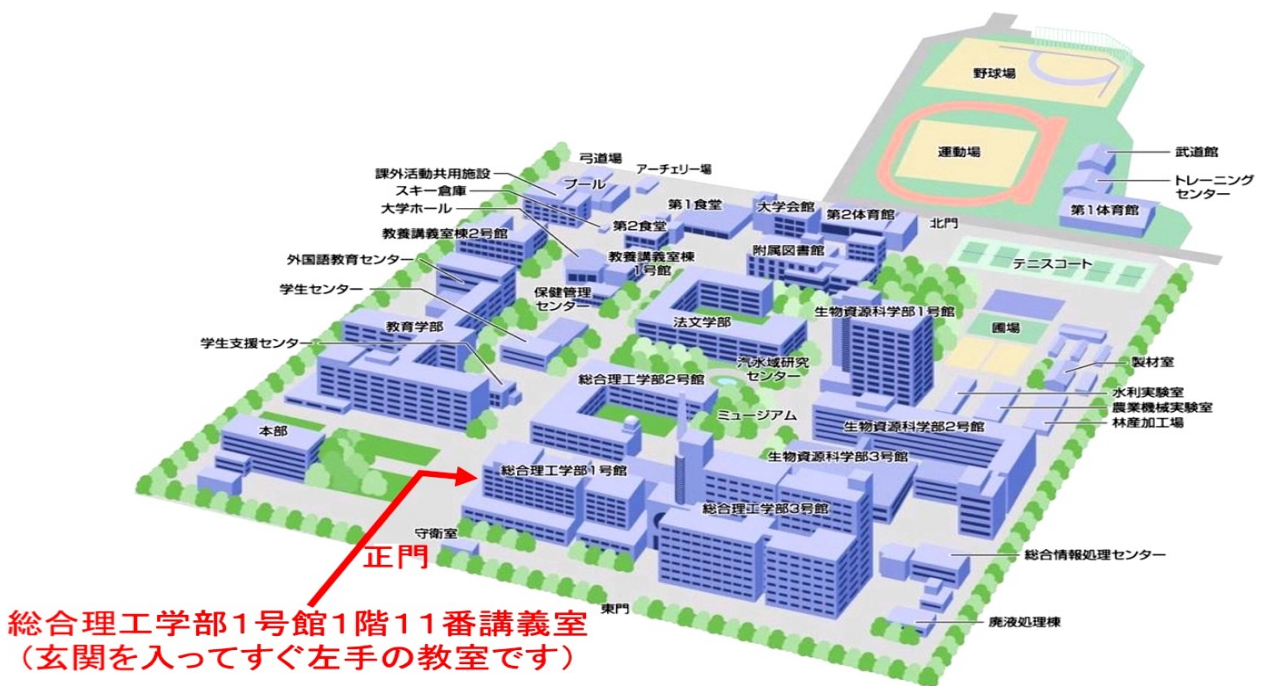 野球場
運動場
武道館
トレーニング
センター
第1体育館
弓道場
アーチェリー場
課外活動共用施設
プール
スキー倉庫
大学ホール
第1食堂
大学会館
第2体育館
北門
第2食堂
教養講義室棟2号館
教養講義室棟
1号館
附属図書館
テニスコート
外国語教育センター
保健管理
センター
学生センター
法文学部
生物資源科学部1号館
圃場
教育学部
学生支援センター
汽水域研究
センター
製材室
総合理工学部2号館
水利実験室
ミュージアム
農業機械実験室
林産加工場
生物資源科学部2号館
本部
生物資源科学部3号館
総合理工学部1号館
総合理工学部3号館
守衛室
正門
総合情報処理センター
東門
廃液処理棟
総合理工学部1号館1階11番講義室
(玄関を入ってすぐ左手の教室です)